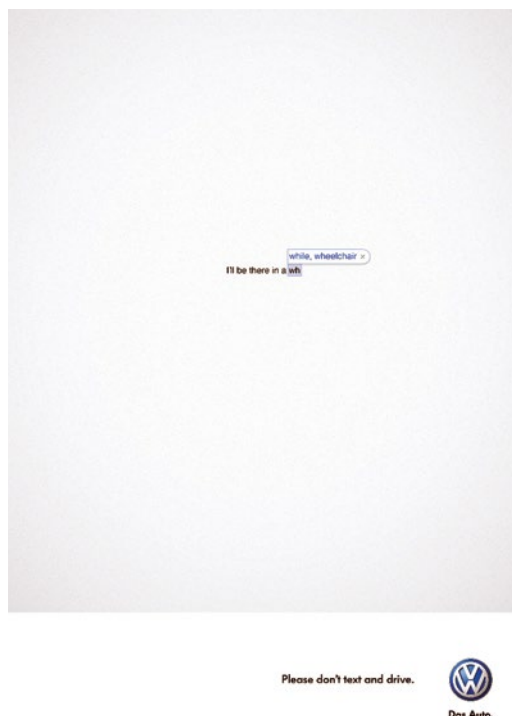 while, wheelchair ×
I'll be there in a wh
Please don't text and drive.
Das Auto.